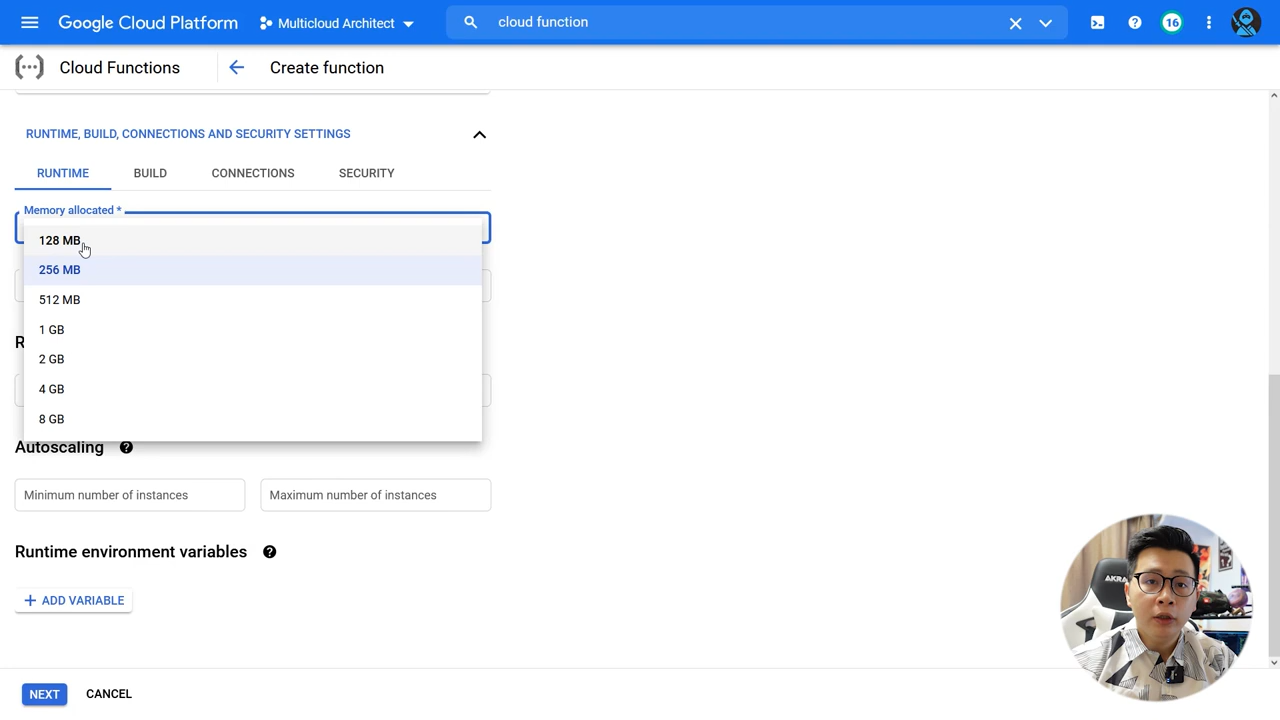 Google Cloud Platform
Multicloud Architect
cloud function
16
Cloud Functions
Create function
RUNTIME, BUILD, CONNECTIONS AND SECURITY SETTINGS
RUNTIME
BUILD
CONNECTIONS
SECURITY
Memory allocated *
128 MB
256 MB
512 MB
1 GB
2 GB
R
4 GB
8 GB
Autoscaling
Minimum number of instances
Maximum number of instances
Runtime environment variables
+ ADD VARIABLE
NEXT
CANCEL